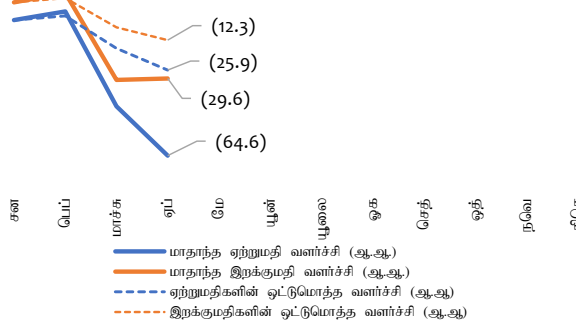 (12.3)
(25.9)
(29.6)
(64.6)
சன
பெப்
மார்ச்
ஏப்
மே
யூன்
யூலை
ஓக
செத்
ஒத்
நவெ
மாதாந்த ஏற்றுமதி வளர்ச்சி (ஆ.ஆ.)
மாதாந்த இறக்குமதி வளர்ச்சி (ஆ.ஆ.)
ஏற்றுமதிகளின் ஒட்டுமொத்த வளர்ச்சி (ஆ.ஆ)
இறக்குமதிகளின் ஒட்டுமொத்த வளர்ச்சி (ஆ.ஆ)